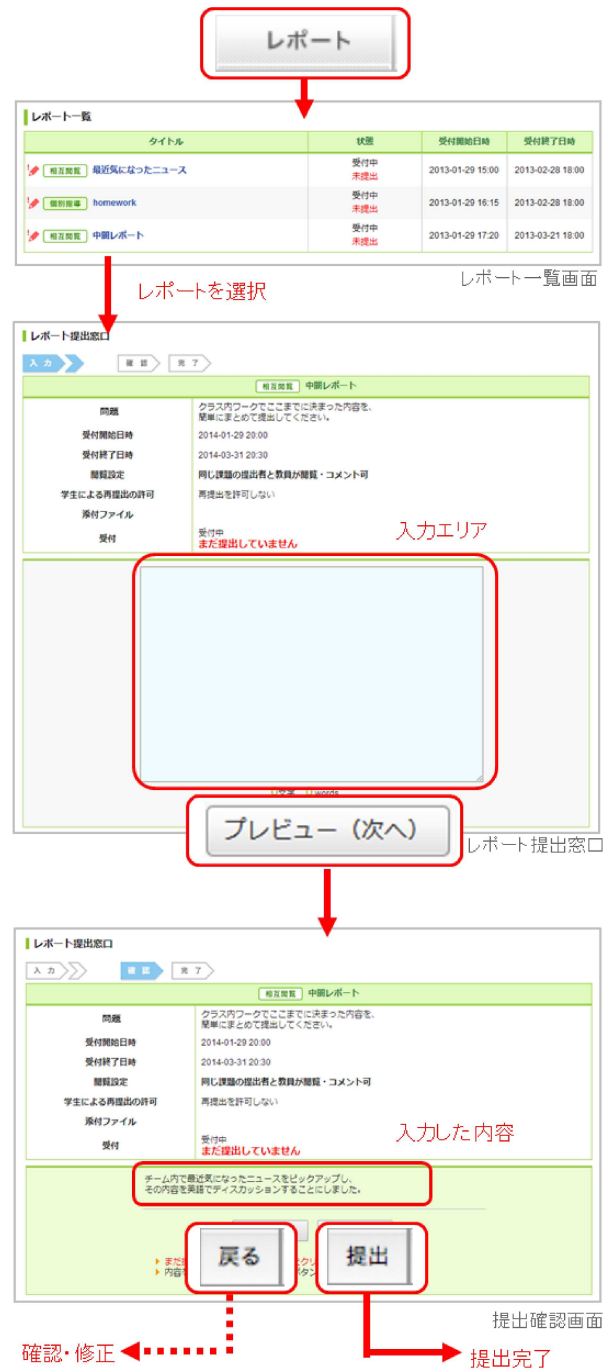 レポート
レポート一覧
タイトル 状態 受付開始日時 受付終了日時
相互閲覧 最近気になったニュース 受付中 未提出 2013-01-29 15:00 2013-02-28 18:00
個別指導 homework 受付中 未提出 2013-01-29 16:15 2013-02-28 18:00
相互閲覧 中間レポート 受付中 未提出 2013-01-29 17:20 2013-03-21 18:00
レポート一覧画面
レポートを選択
レポート提出窓口
入力 確認 完了
相互閲覧 中間レポート
問題 クラス内ワークでここまでに決まった内容を、
簡単にまとめて提出してください。
受付開始日時 2014-01-29 20:00
受付終了日時 2014-03-31 20:30
閲覧設定 同じ課題の提出者と教員が閲覧・コメント可
学生による再提出の許可 再提出を許可しない
添付ファイル
受付 受付中
まだ提出していません
入力エリア
0文字 0 words
プレビュー（次へ）
レポート提出窓口
レポート提出窓口
入力 確認 完了
相互閲覧 中間レポート
問題 クラス内ワークでここまでに決まった内容を、
簡単にまとめて提出してください。
受付開始日時 2014-01-29 20:00
受付終了日時 2014-03-31 20:30
閲覧設定 同じ課題の提出者と教員が閲覧・コメント可
学生による再提出の許可 再提出を許可しない
添付ファイル
受付 受付中
まだ提出していません
入力した内容
チーム内で最近気になったニュースをピックアップし、
その内容を英語でディスカッションすることにしました。
戻る 提出
まだ
内容を
提出確認画面
確認・修正 提出完了